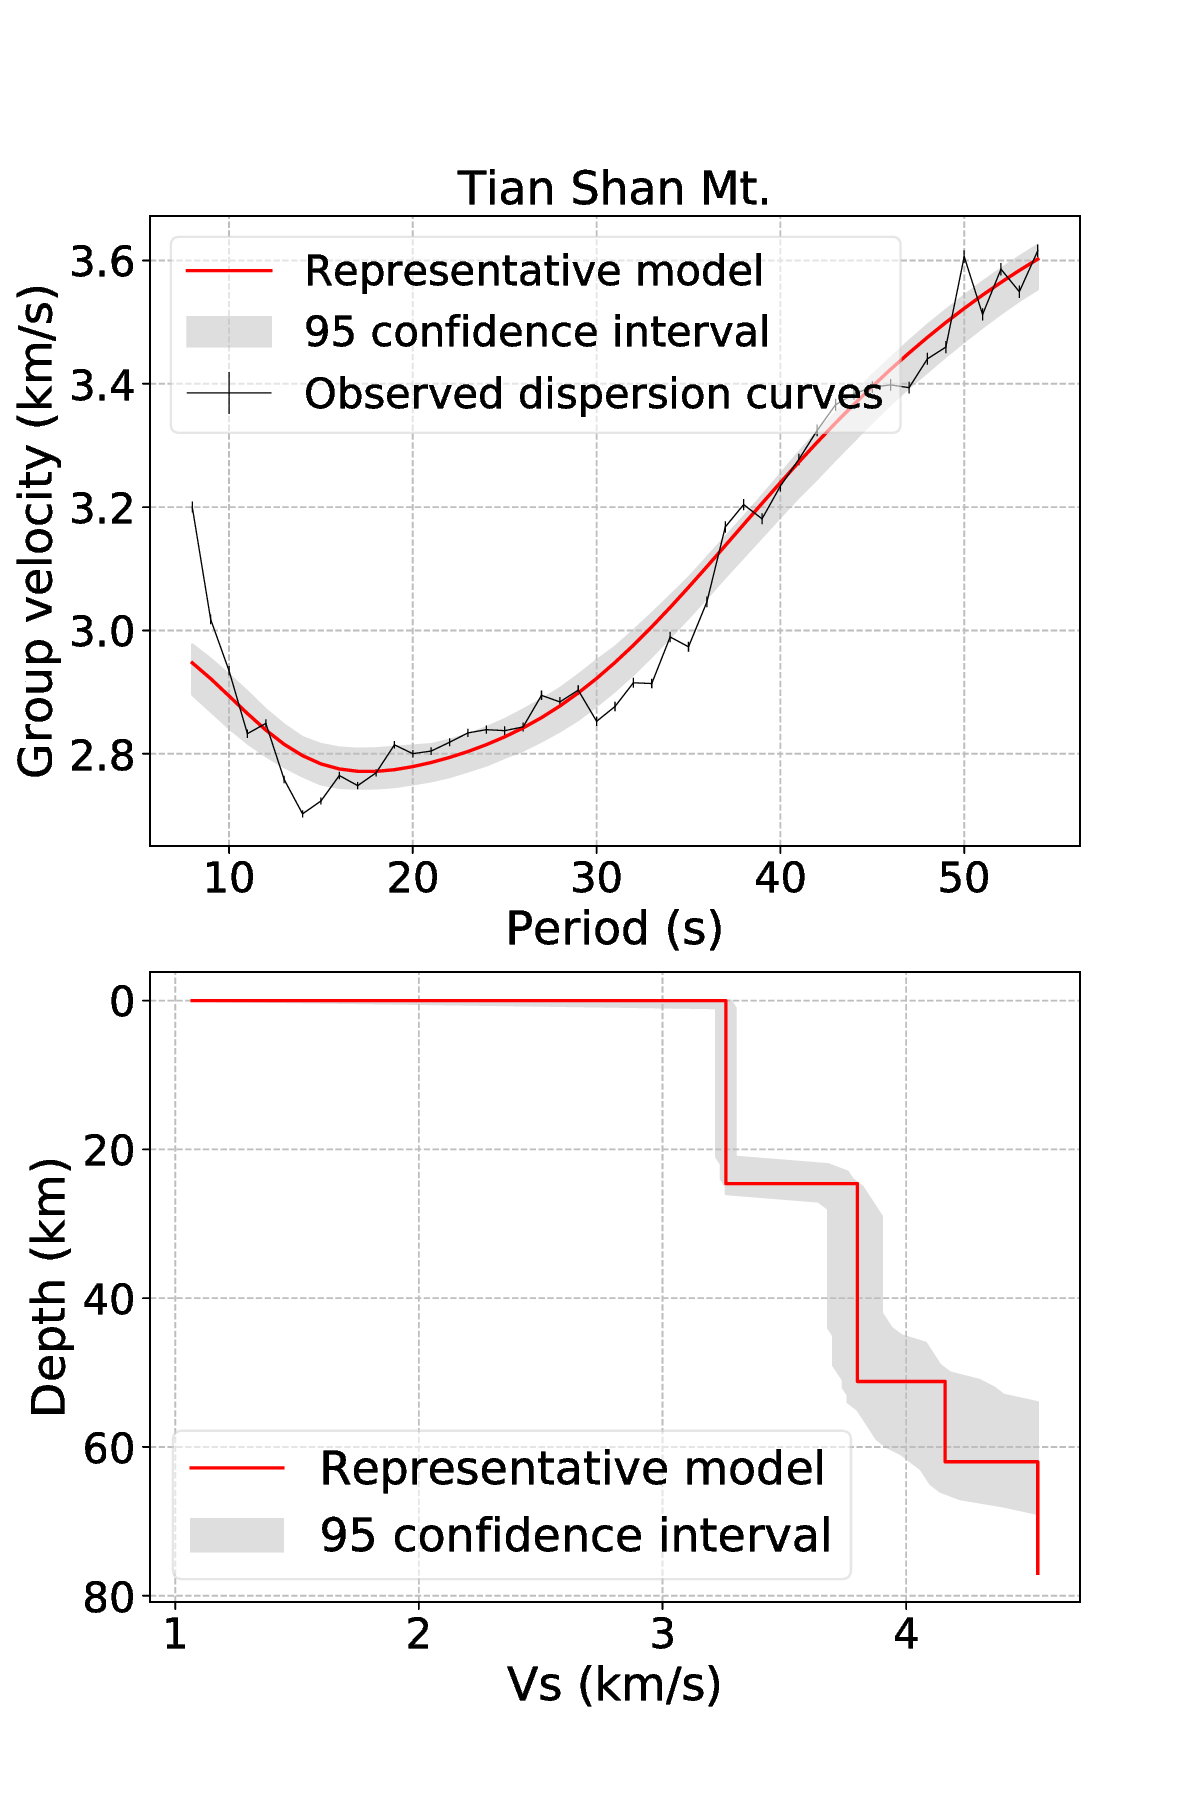 Tian Shan Mt.
3.6
3.4
3.2
3.0
2.8
Group velocity (km/s)
Representative model
95 confidence interval
Observed dispersion curves
10 20 30 40 50
Period (s)
0
20
40
60
80
Depth (km)
Representative model
95 confidence interval
1 2 3 4
Vs (km/s)